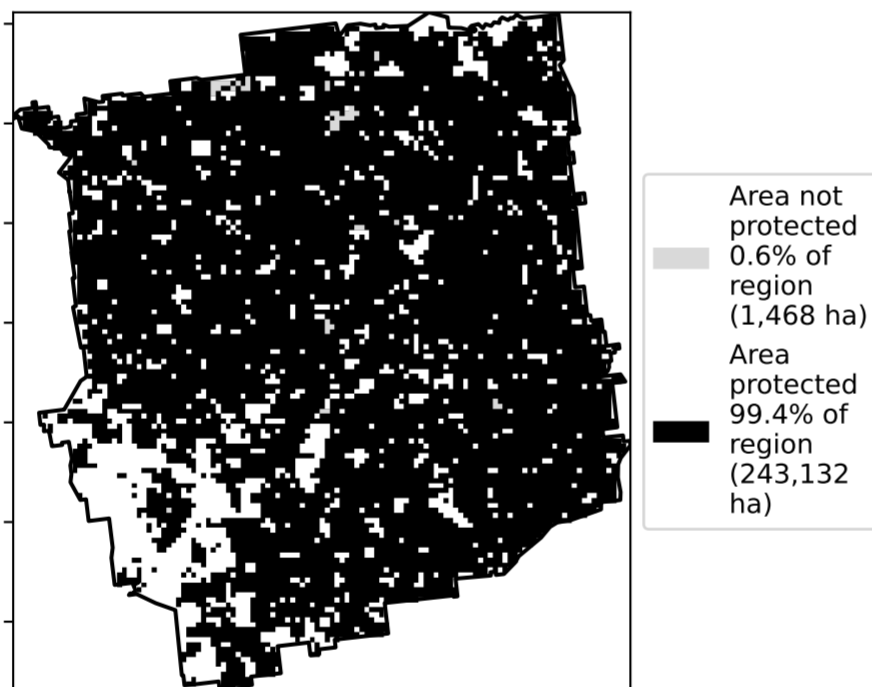 Area not
protected
0.6% of
region
(1,468 ha)
Area
protected
99.4% of
region
(243,132
ha)